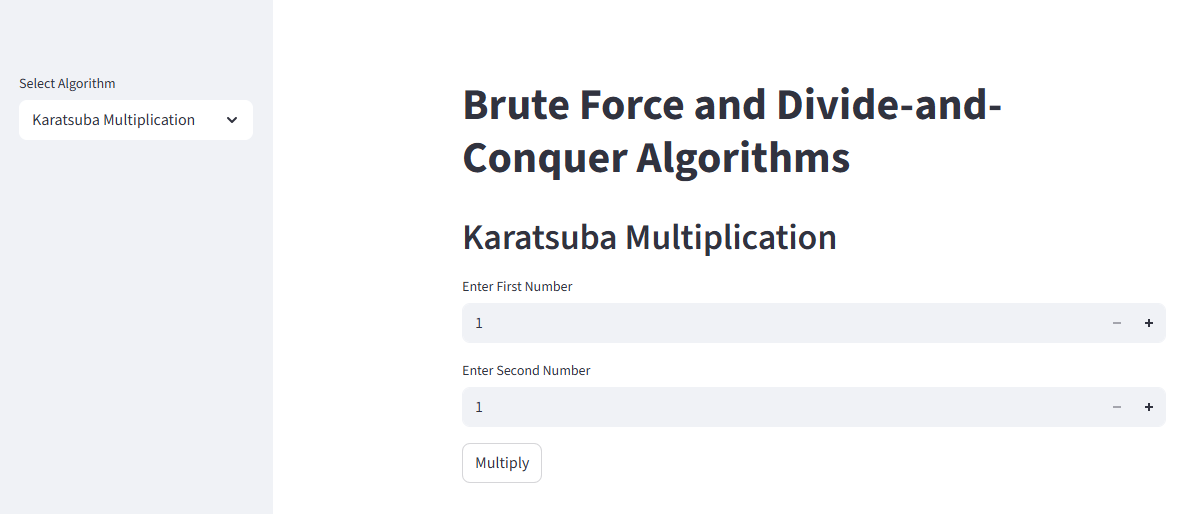 Select Algorithm
Karatsuba Multiplication
Brute Force and Divide-and-
Conquer Algorithms
Karatsuba Multiplication
Enter First Number
1
Enter Second Number
1
Multiply